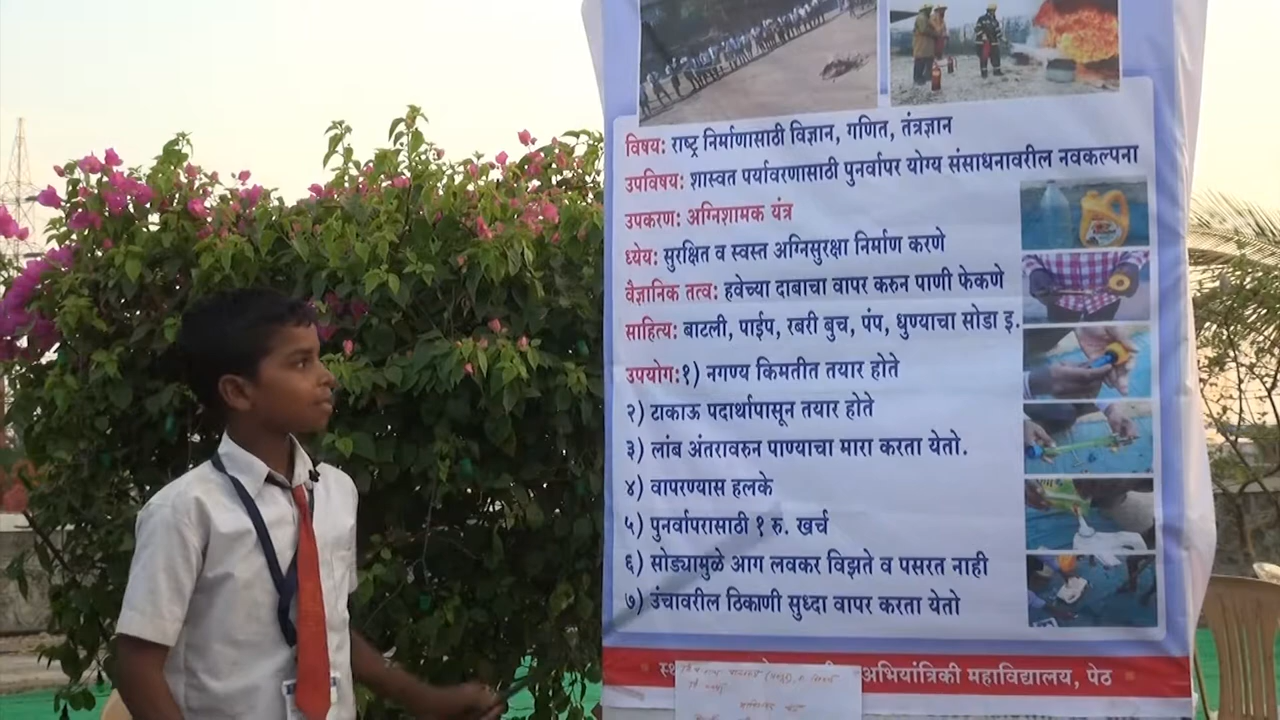 विषय: राष्ट्र निर्माणासाठी विज्ञान, गणित, तंत्रज्ञान
उपविषय: शास्वत पर्यावरणासाठी पुनर्वापर योग्य संसाधनावरील नवकल्पना
उपकरण: अग्निशामक यंत्र
ध्येय: सुरक्षित व स्वस्त अग्निसुरक्षा निर्माण करणे
वैज्ञानिक तत्व: हवेच्या दाबाचा वापर करुन पाणी फेकणे
साहित्य: बाटली, पाईप, रबरी बुच, पंप, धुण्याचा सोडा इ.
उपयोग:१) नगण्य किमतीत तयार होते
२) टाकाऊ पदार्थापासून तयार होते
३) लांब अंतरावरुन पाण्याचा मारा करता येतो.
४) वापरण्यास हलके
५) पुनर्वापरासाठी १ रु. खर्च
६) सोड्यामुळे आग लवकर विझते व पसरत नाही
७) उंचावरील ठिकाणी सुध्दा वापर करता येतो
अभियांत्रिकी महाविद्यालय, पेठ